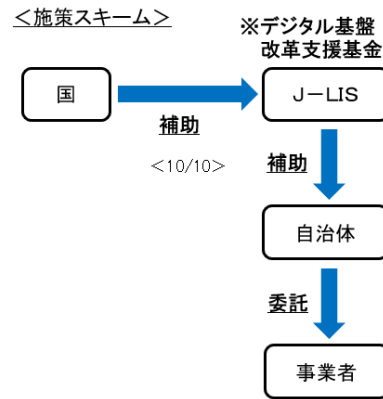 ＜施策スキーム＞
※デジタル基盤
改革支援基金
国
J－LIS
補助
＜10/10＞
補助
自治体
委託
事業者